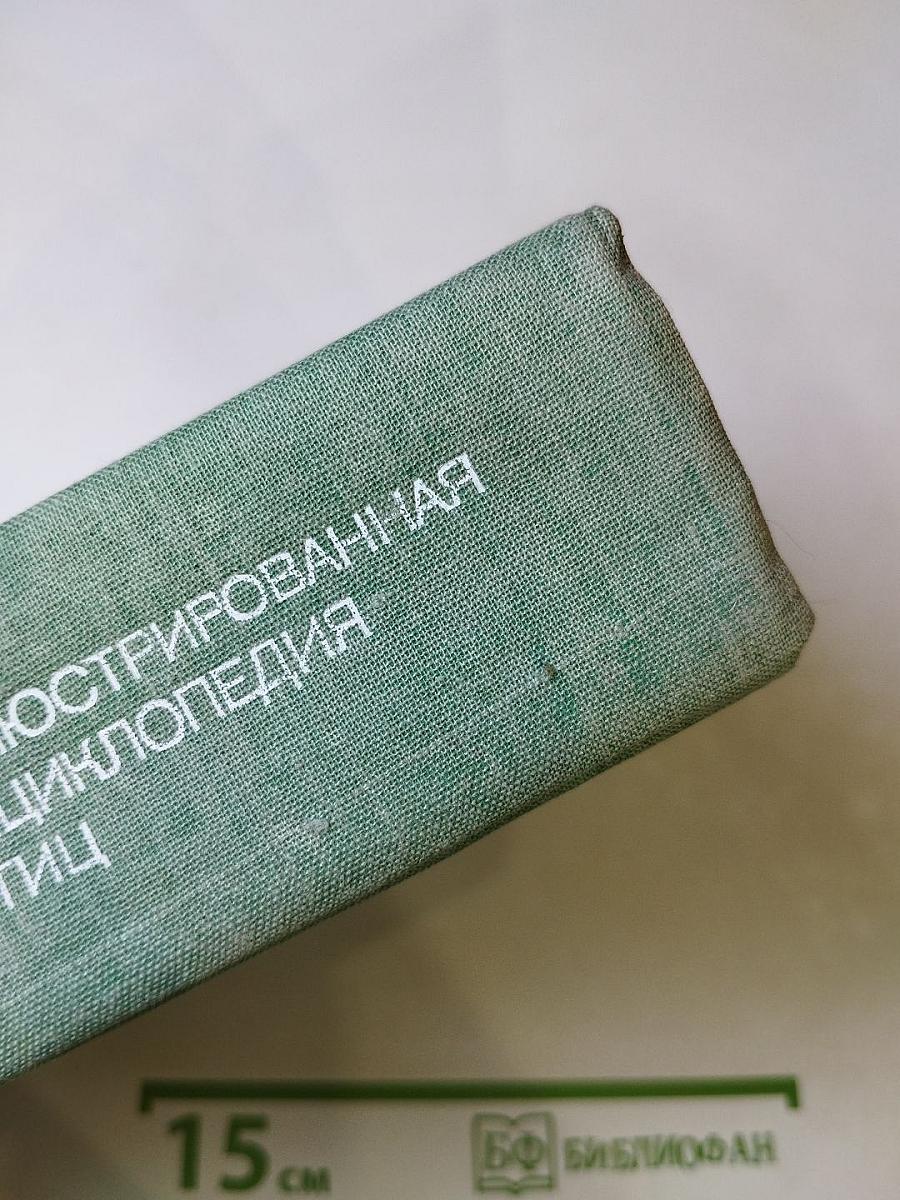 ЛЮСТРИРОВАННАЯ
ЦИКЛОПЕДИЯ
ТИЦ
15 см
БФ БИБЛИОФАН